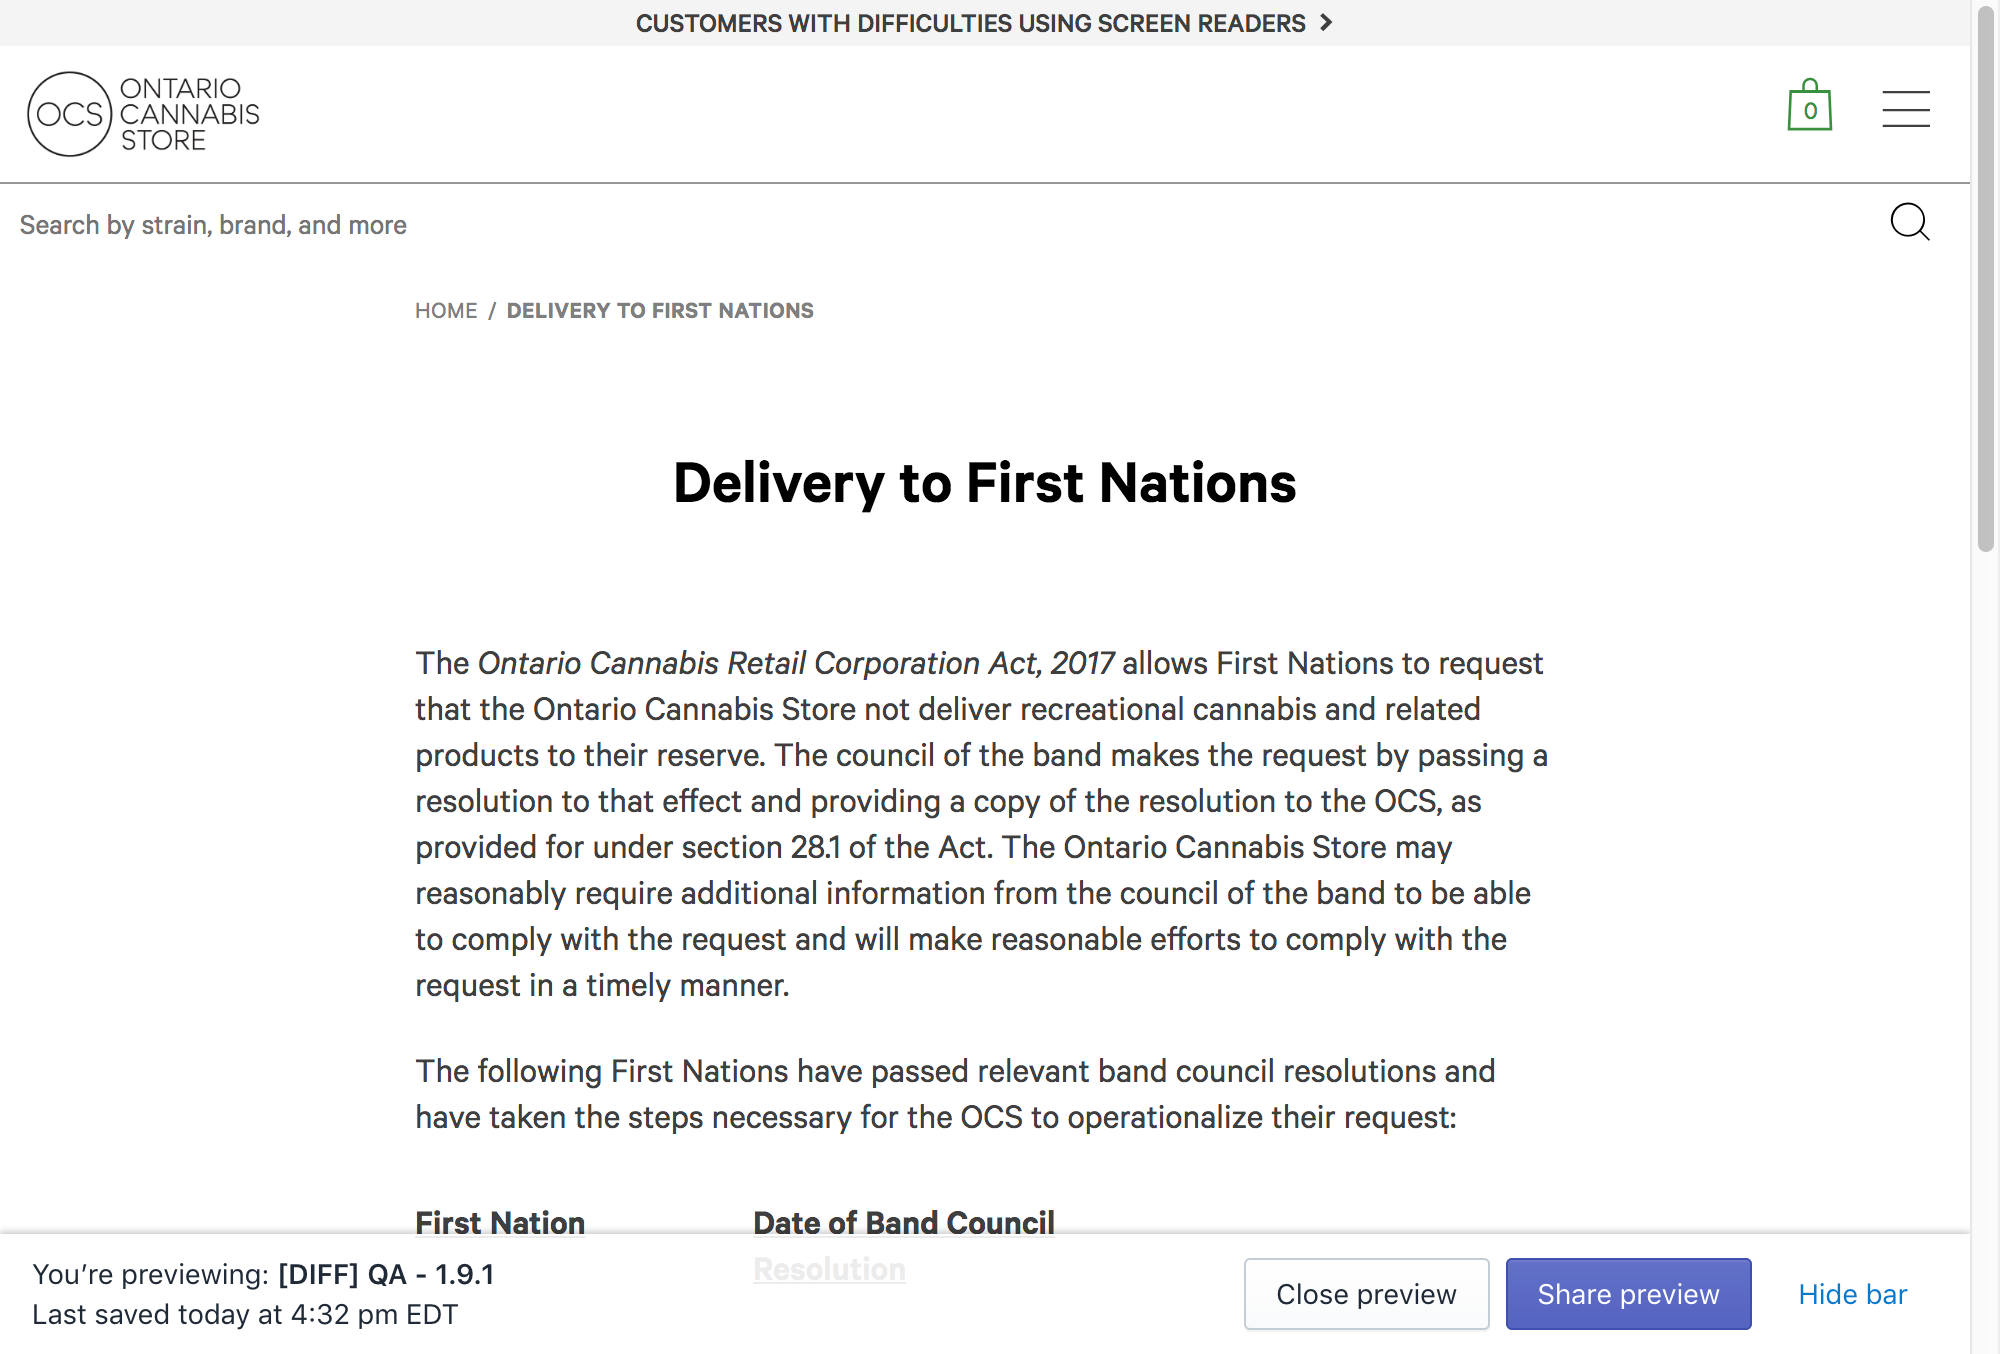 CUSTOMERS WITH DIFFICULTIES USING SCREEN READERS
OCS
ONTARIO
CANNABIS
STORE
0
Search by strain, brand, and more
HOME / DELIVERY TO FIRST NATIONS
Delivery to First Nations
The Ontario Cannabis Retail Corporation Act, 2017 allows First Nations to request
that the Ontario Cannabis Store not deliver recreational cannabis and related
products to their reserve. The council of the band makes the request by passing a
resolution to that effect and providing a copy of the resolution to the OCS, as
provided for under section 28.1 of the Act. The Ontario Cannabis Store may
reasonably require additional information from the council of the band to be able
to comply with the request and will make reasonable efforts to comply with the
request in a timely manner.
The following First Nations have passed relevant band council resolutions and
have taken the steps necessary for the OCS to operationalize their request:
First Nation
Date of Band Council
Resolution
You're previewing: [DIFF] QA - 1.9.1
Last saved today at 4:32 pm EDT
Close preview
Share preview
Hide bar